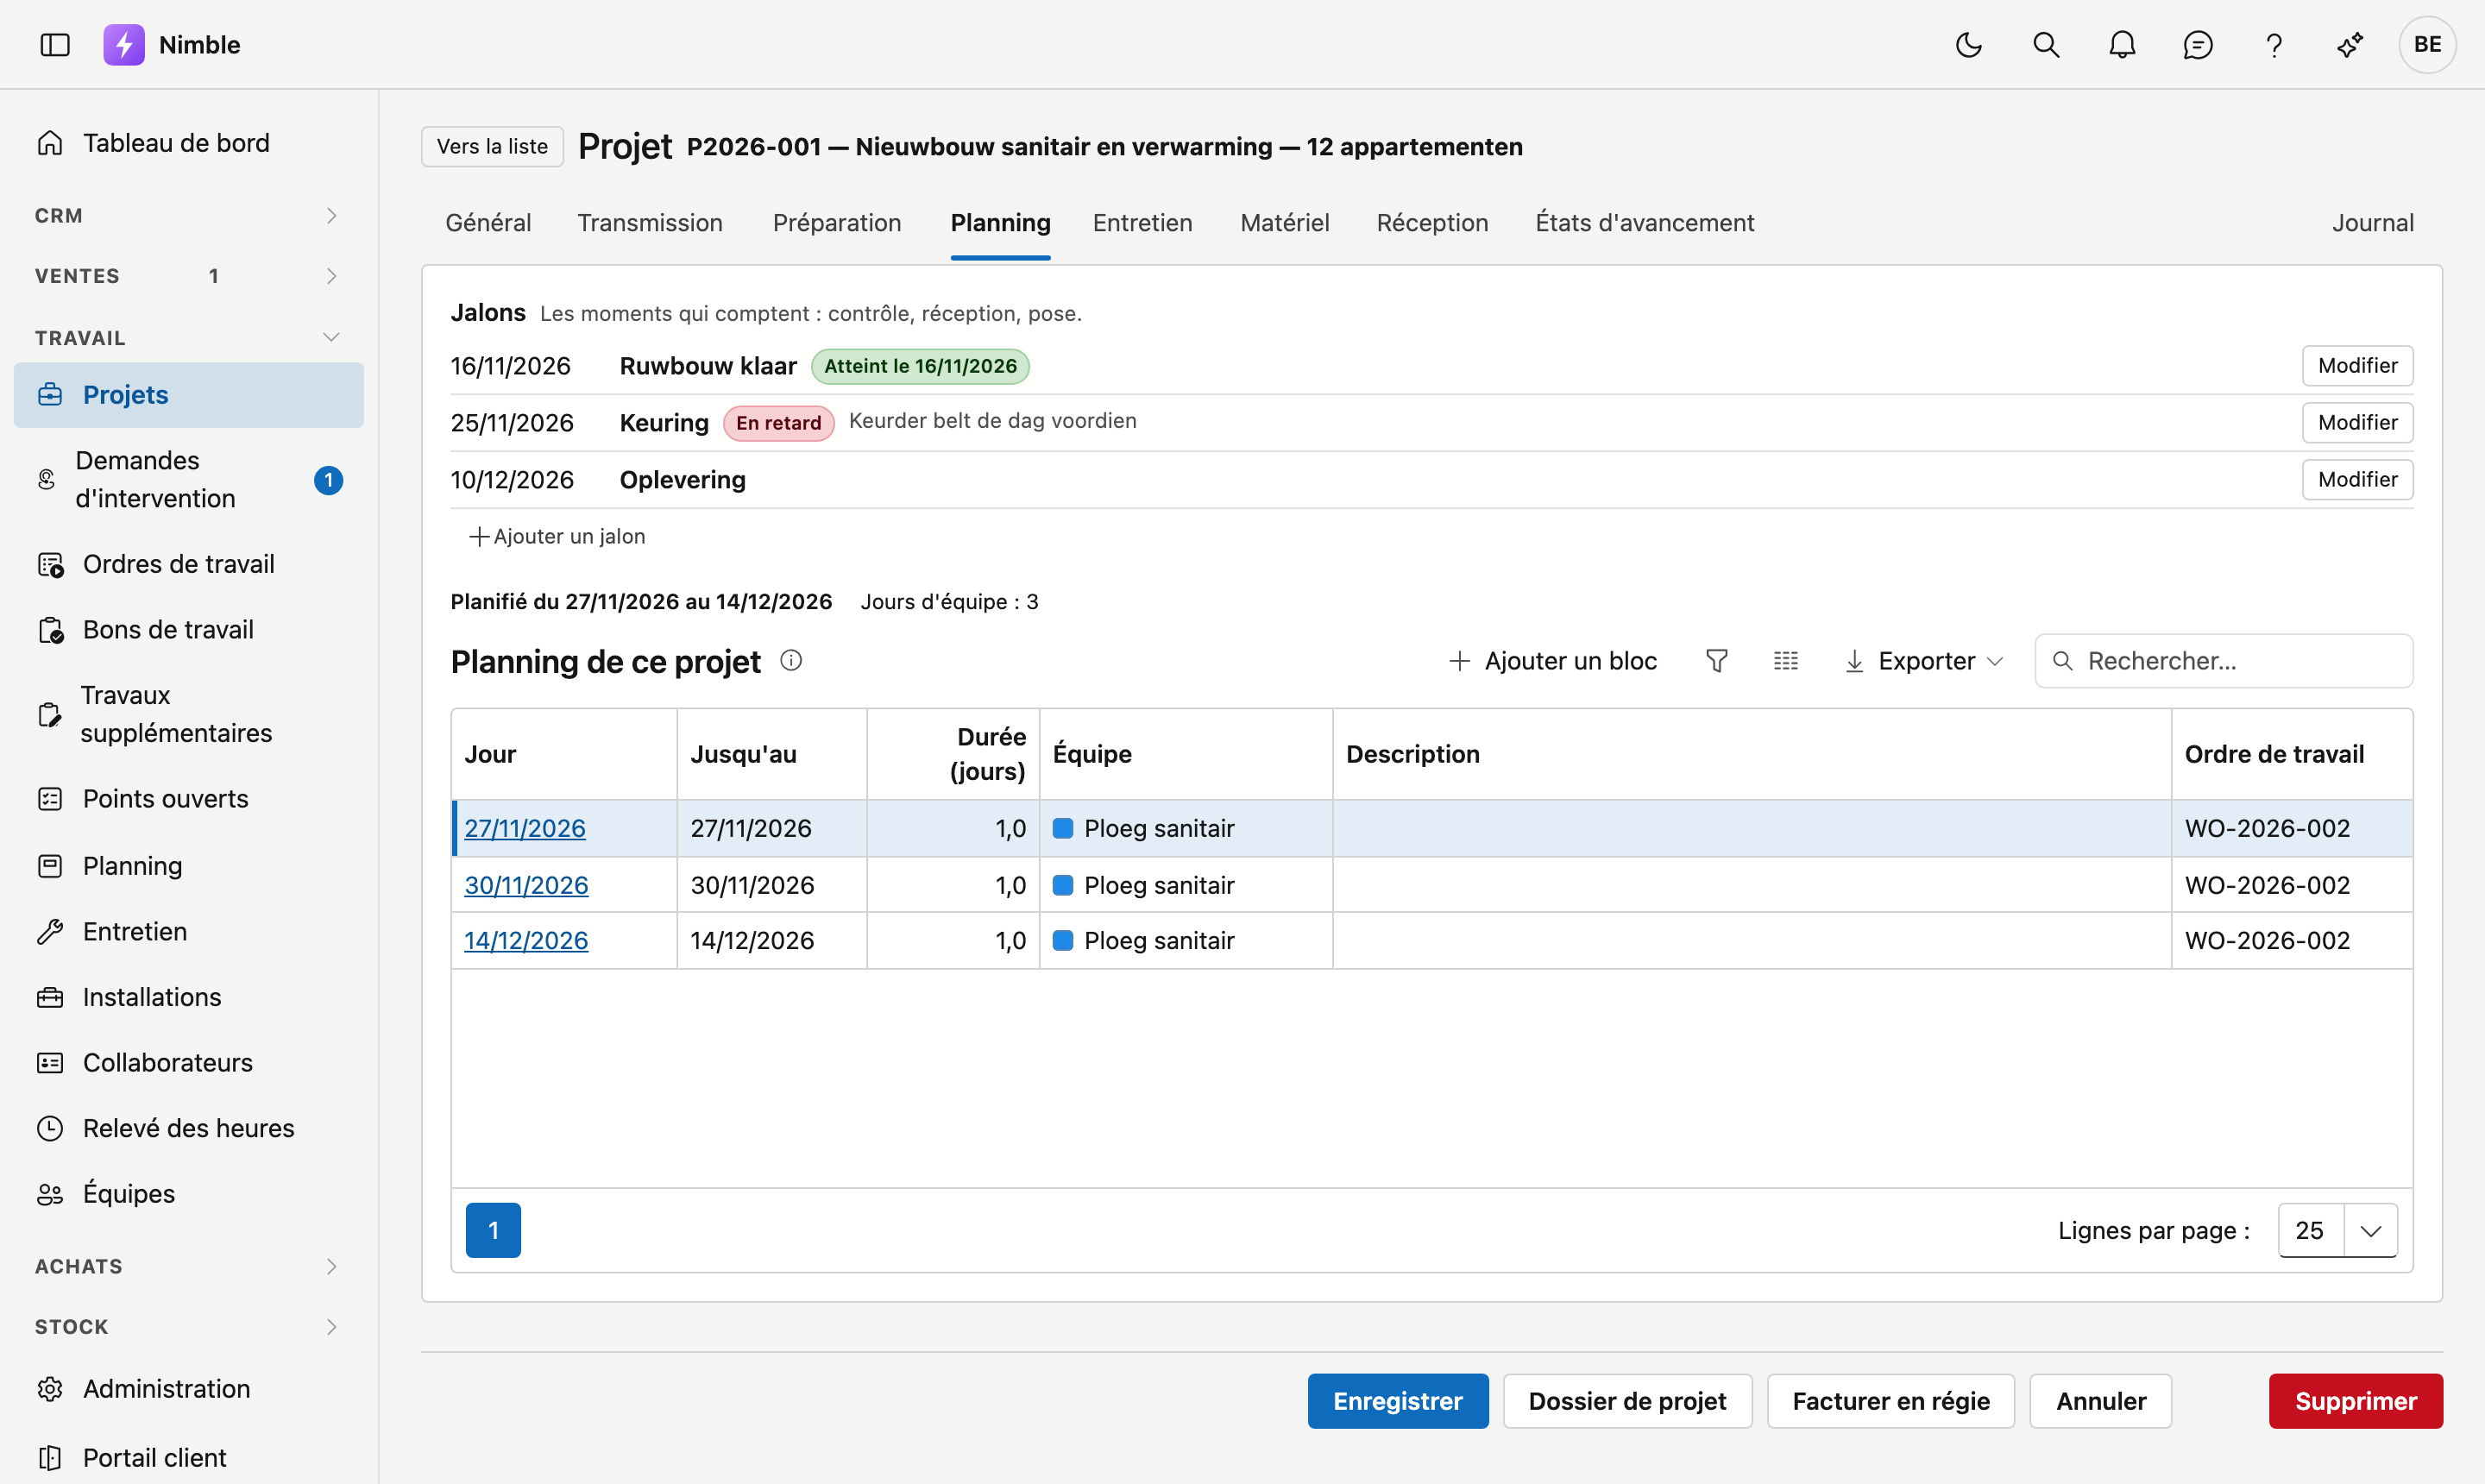 Nimble
BE
Tableau de bord
CRM
VENTES 1
TRAVAIL
Projets
Demandes
d'intervention
1
Ordres de travail
Bons de travail
Travaux
supplémentaires
Points ouverts
Planning
Entretien
Installations
Collaborateurs
Relevé des heures
Équipes
ACHATS
STOCK
Administration
Portail client
Vers la liste Projet P2026-001 — Nieuwbouw sanitair en verwarming — 12 appartementen
Général Transmission Préparation Planning Entretien Matériel Réception États d'avancement Journal
Jalons Les moments qui comptent : contrôle, réception, pose.
16/11/2026 Ruwbouw klaar Atteint le 16/11/2026 Modifier
25/11/2026 Keuring En retard Keurder belt de dag voordien Modifier
10/12/2026 Oplevering Modifier
Ajouter un jalon
Planifié du 27/11/2026 au 14/12/2026 Jours d'équipe : 3
Planning de ce projet Ajouter un bloc Exporter Rechercher...
Jour Jusqu'au Durée (jours) Équipe Description Ordre de travail
27/11/2026 27/11/2026 1,0 Ploeg sanitair WO-2026-002
30/11/2026 30/11/2026 1,0 Ploeg sanitair WO-2026-002
14/12/2026 14/12/2026 1,0 Ploeg sanitair WO-2026-002
1 Lignes par page : 25
Enregistrer Dossier de projet Facturer en régie Annuler Supprimer